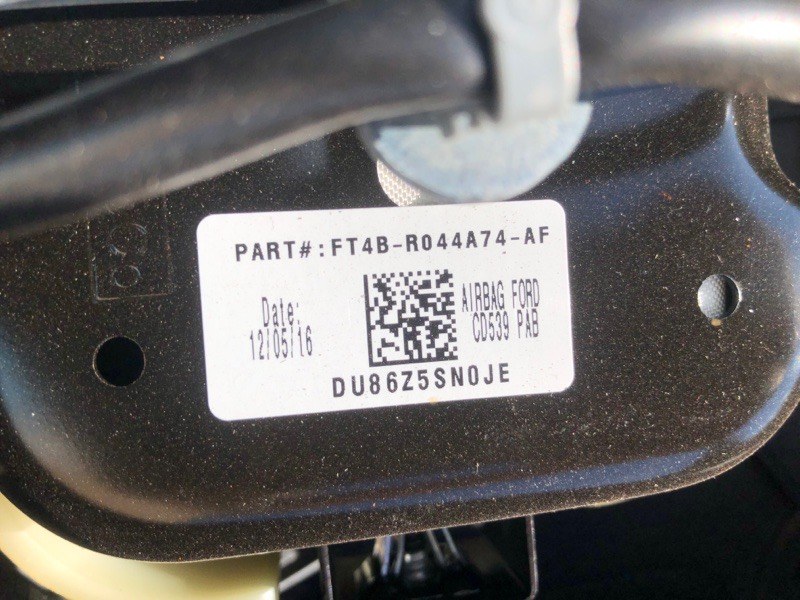 PART#:FT4B-R044A74-AF
Date:
12/05/16
AIRBAG FORD
CD539 PAB
DU86Z5SN0JE